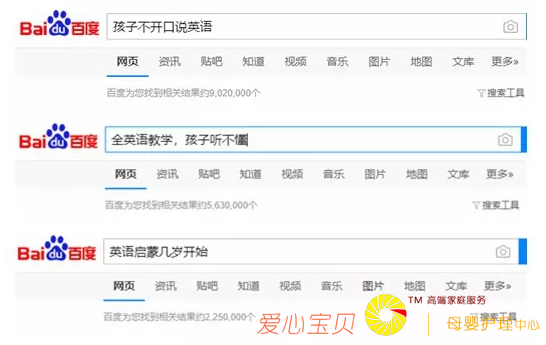 Bai du 百度 孩子不开口说英语
网页 资讯 贴吧 知道 视频 音乐 图片 地图 文库 更多»
百度为您找到相关结果约9,020,000个 搜索工具
Bai du 百度 全英语教学，孩子听不懂
网页 资讯 贴吧 知道 视频 音乐 图片 地图 文库 更多»
百度为您找到相关结果约5,630,000个 搜索工具
Bai du 百度 英语启蒙几岁开始
网页 资讯 贴吧 知道 视频 音乐 图片 地图 文库 更多»
TM 高端家庭服务
百度为您找到相关结果约2,250,000个 搜索工具
爱心宝贝 母婴护理中心